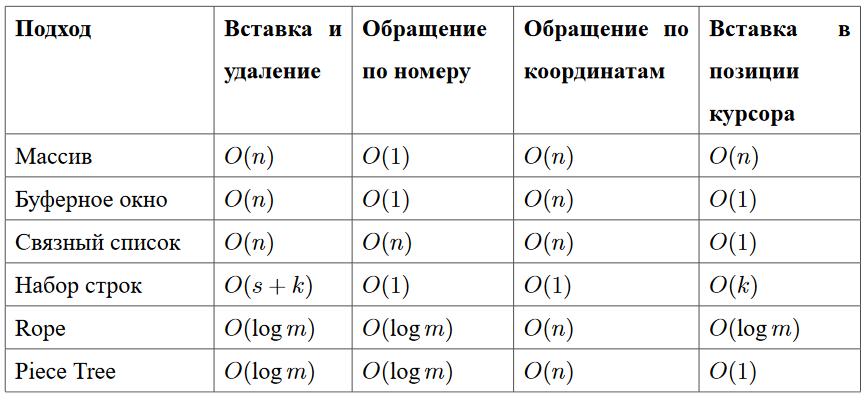 Подход Вставка и удаление Обращение по номеру Обращение по координатам Вставка в позиции курсора
Массив O(n) O(1) O(n) O(n)
Буферное окно O(n) O(1) O(n) O(1)
Связный список O(n) O(n) O(n) O(1)
Набор строк O(s + k) O(1) O(1) O(k)
Rope O(log m) O(log m) O(n) O(log m)
Piece Tree O(log m) O(log m) O(n) O(1)